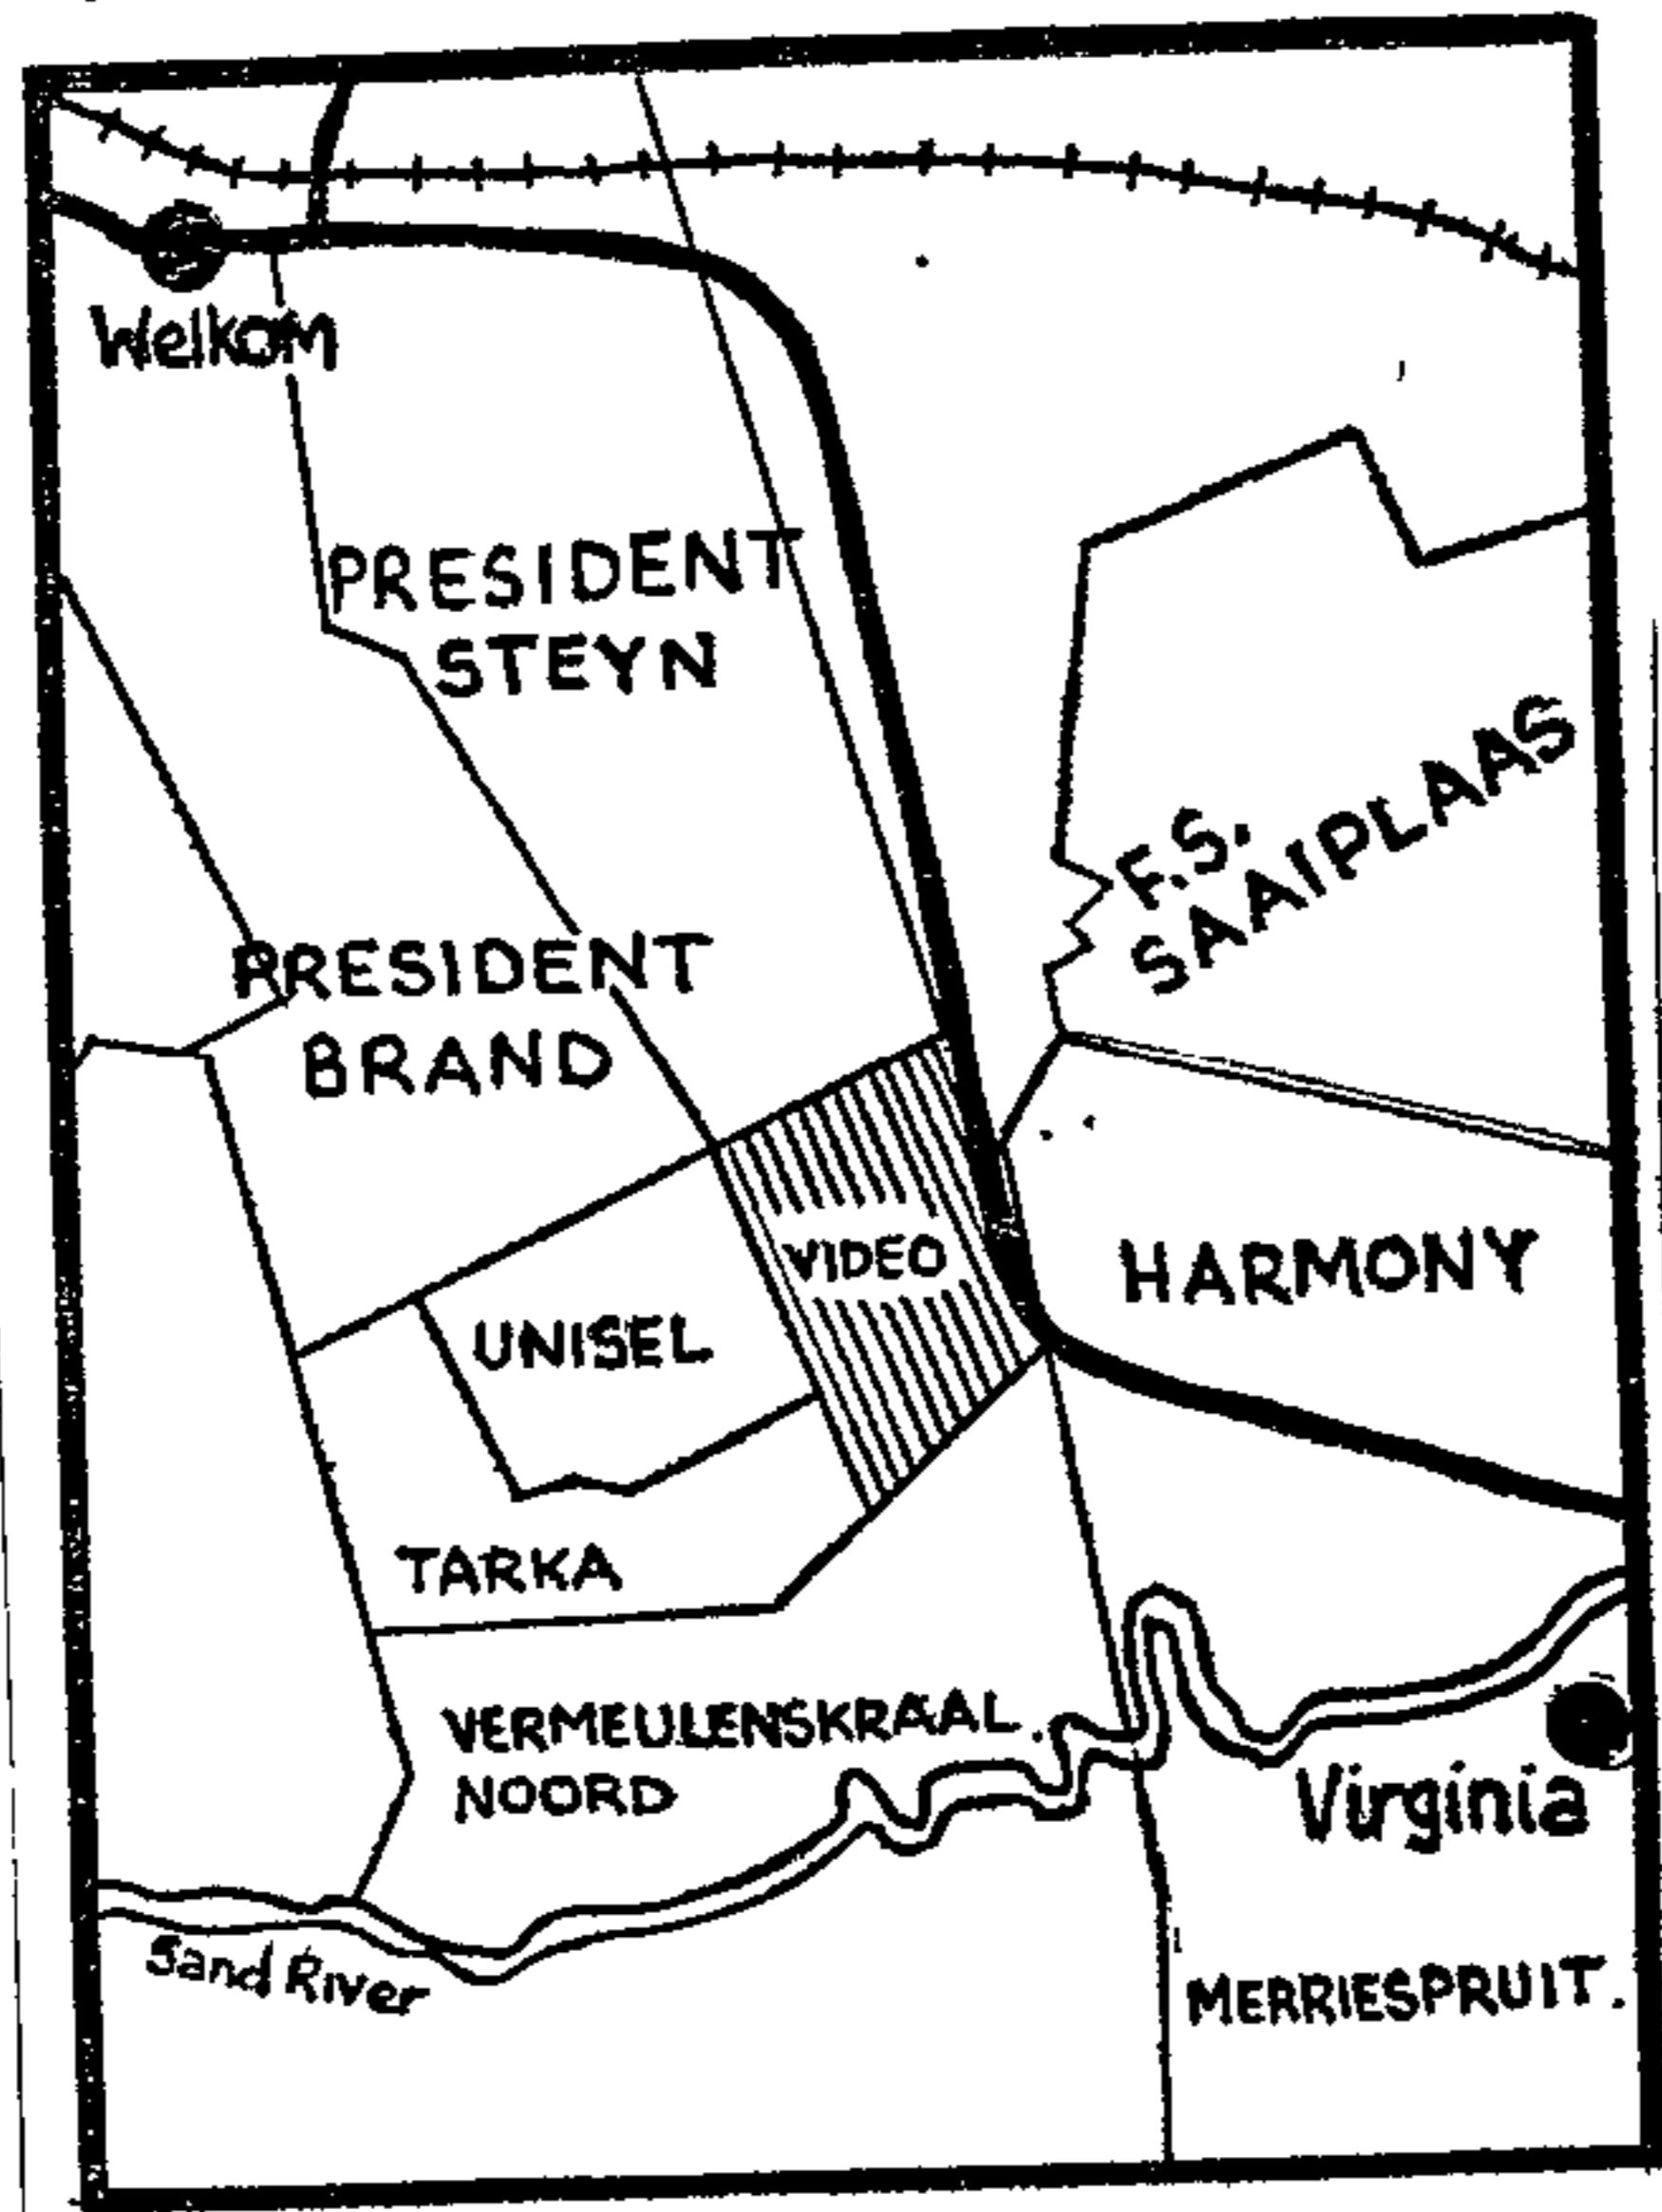 Welkom
PRESIDENT
STEYN
F.S.
SAAIPLAAS
PRESIDENT
BRAND
VIDEO
HARMONY
UNISEL
TARKA
VERMEULENSKRAAL.
NOORD
Virginia
Sand River
MERRIESPRUIT.